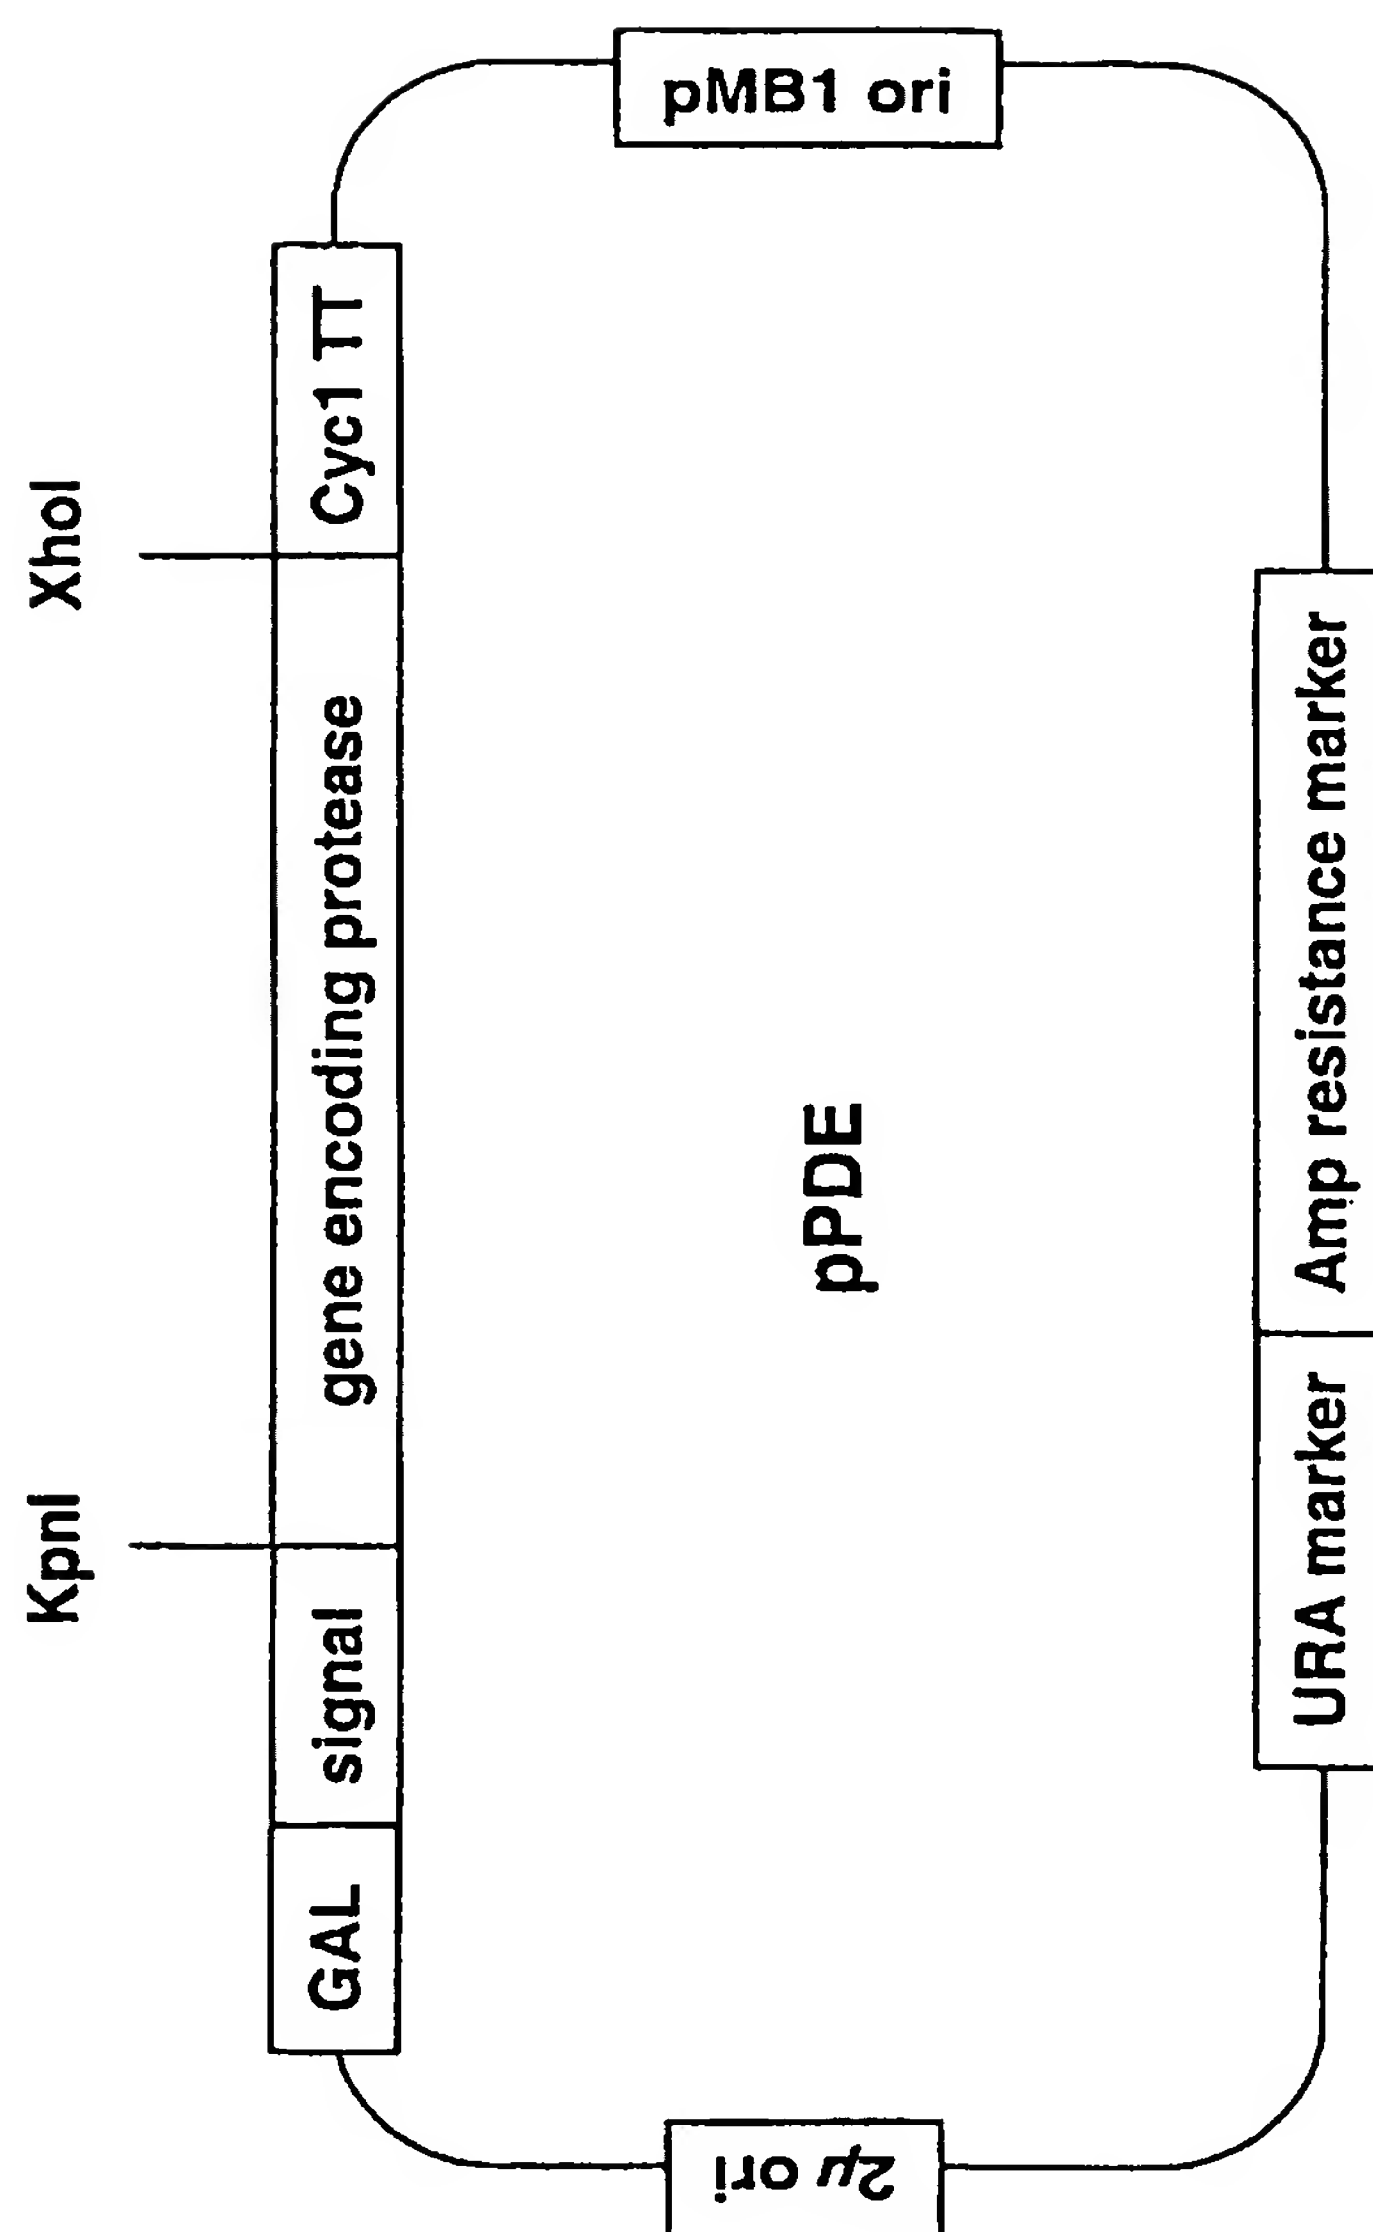 KpnI
XhoI
GAL
signal
gene encoding protease
Cyc1 TT
2μ ori
pPDE
pMB1 ori
URA marker
Amp resistance marker